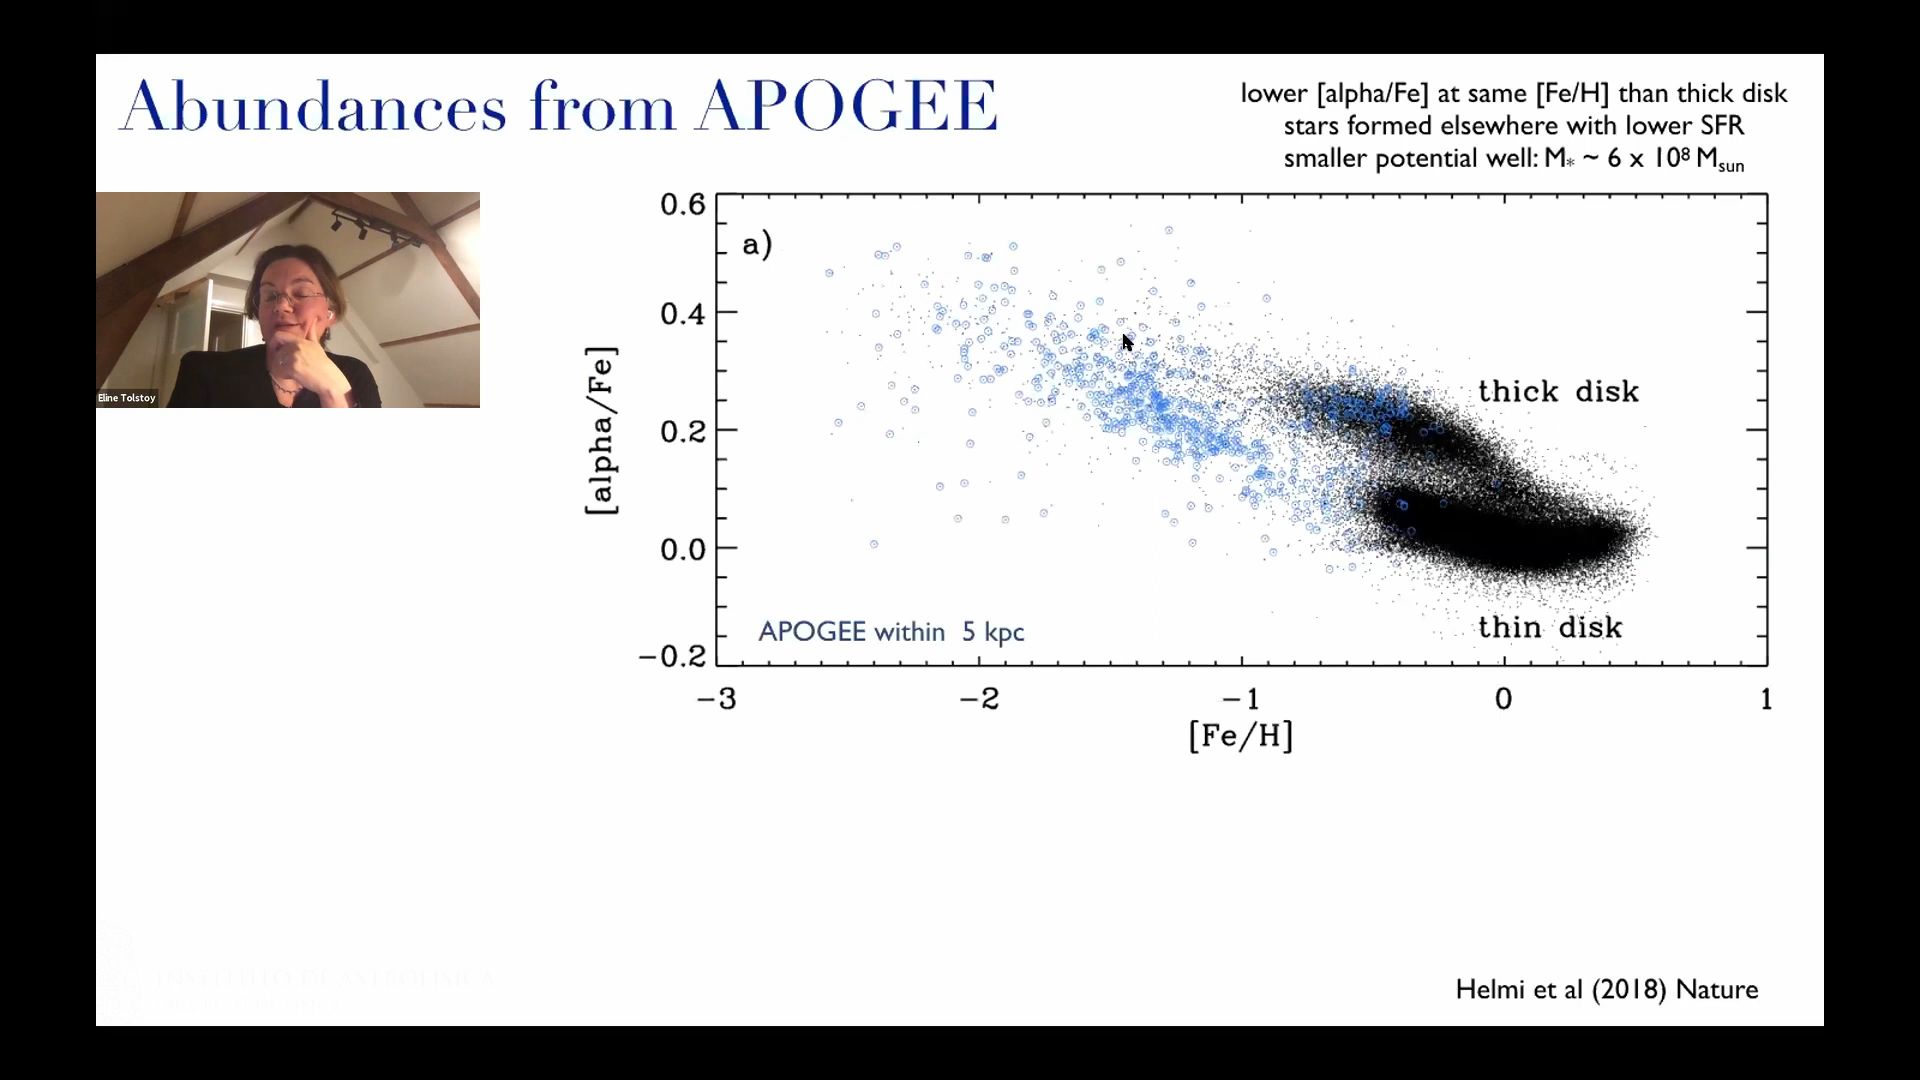 Abundances from APOGEE
lower [alpha/Fe] at same [Fe/H] than thick disk
stars formed elsewhere with lower SFR
smaller potential well: M* ~ 6 x 10⁸ Msun
Eline Tolstoy
a)
0.6
0.4
0.2
0.0
−0.2
[alpha/Fe]
thick disk
thin disk
APOGEE within 5 kpc
−3
−2
−1
0
1
[Fe/H]
INSTITUTO DE ASTROFÍSICA
Helmi et al (2018) Nature